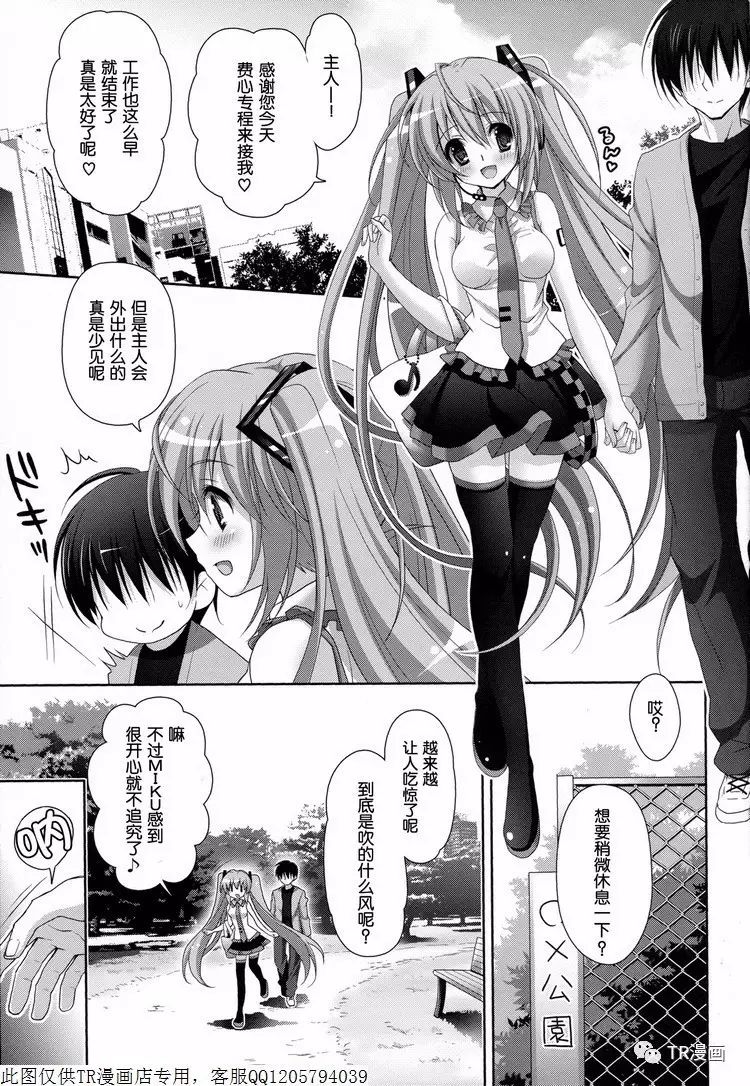 主人
——!
感谢您今天
费心专程来
接我♡
工作也这么早
就结束了
真是太好了呢
♡
るんっ♡
但是主人会
外出什么的
真是少见呢
ドキッ
哎?
想要稍微休息一下?
○×公園
越来越
让人吃惊了呢
到底是吹的什么风呢?
嘛
不过MIKU感到
很开心就不追究了♪
TR漫画
此图仅供TR漫画店专用，客服QQ1205794039